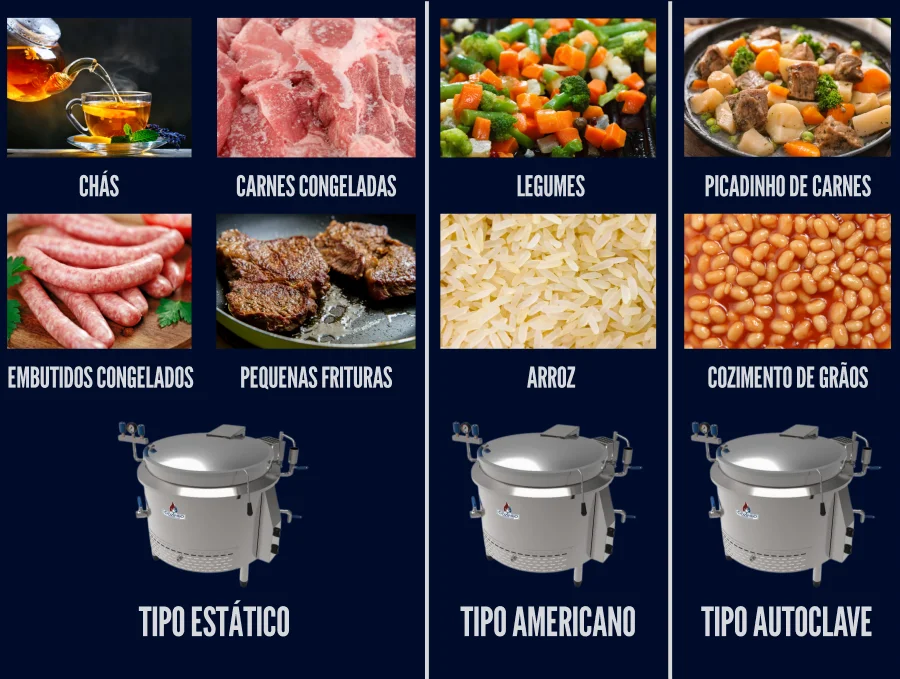 CHÁS
CARNES CONGELADAS
EMBUTIDOS CONGELADOS
PEQUENAS FRITURAS
TIPO ESTÁTICO
LEGUMES
ARROZ
TIPO AMERICANO
PICADINHO DE CARNES
COZIMENTO DE GRÃOS
TIPO AUTOCLAVE